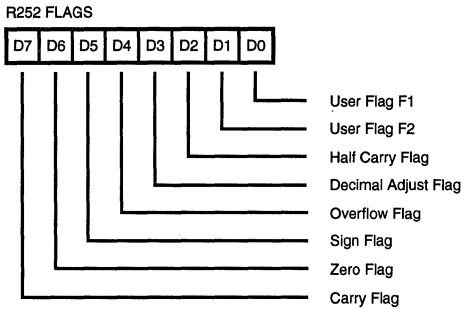 R252 FLAGS
D7 D6 D5 D4 D3 D2 D1 D0
User Flag F1
User Flag F2
Half Carry Flag
Decimal Adjust Flag
Overflow Flag
Sign Flag
Zero Flag
Carry Flag